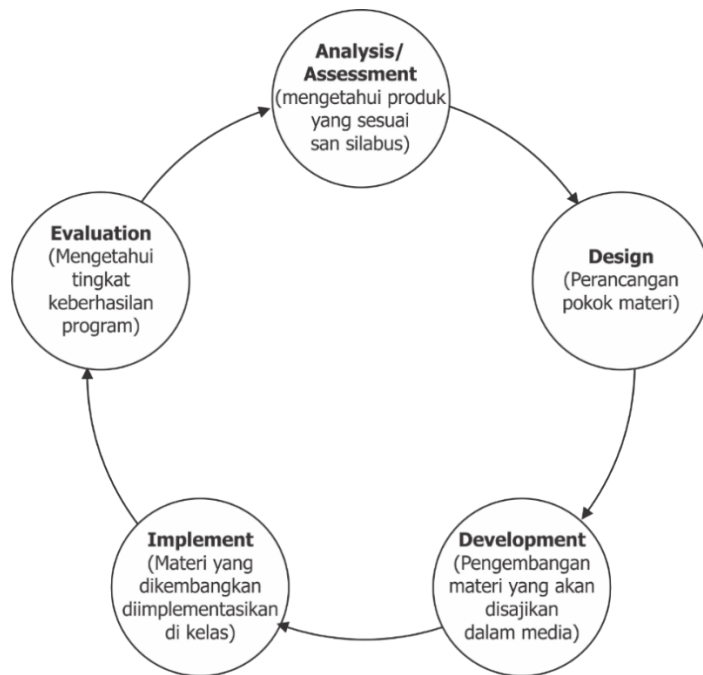 Analysis/
Assessment
(mengetahui produk
yang sesuai
san silabus)
Design
(Perancangan
pokok materi)
Development
(Pengembangan
materi yang akan
disajikan
dalam media)
Implement
(Materi yang
dikembangkan
diimplementasikan
di kelas)
Evaluation
(Mengetahui
tingkat
keberhasilan
program)